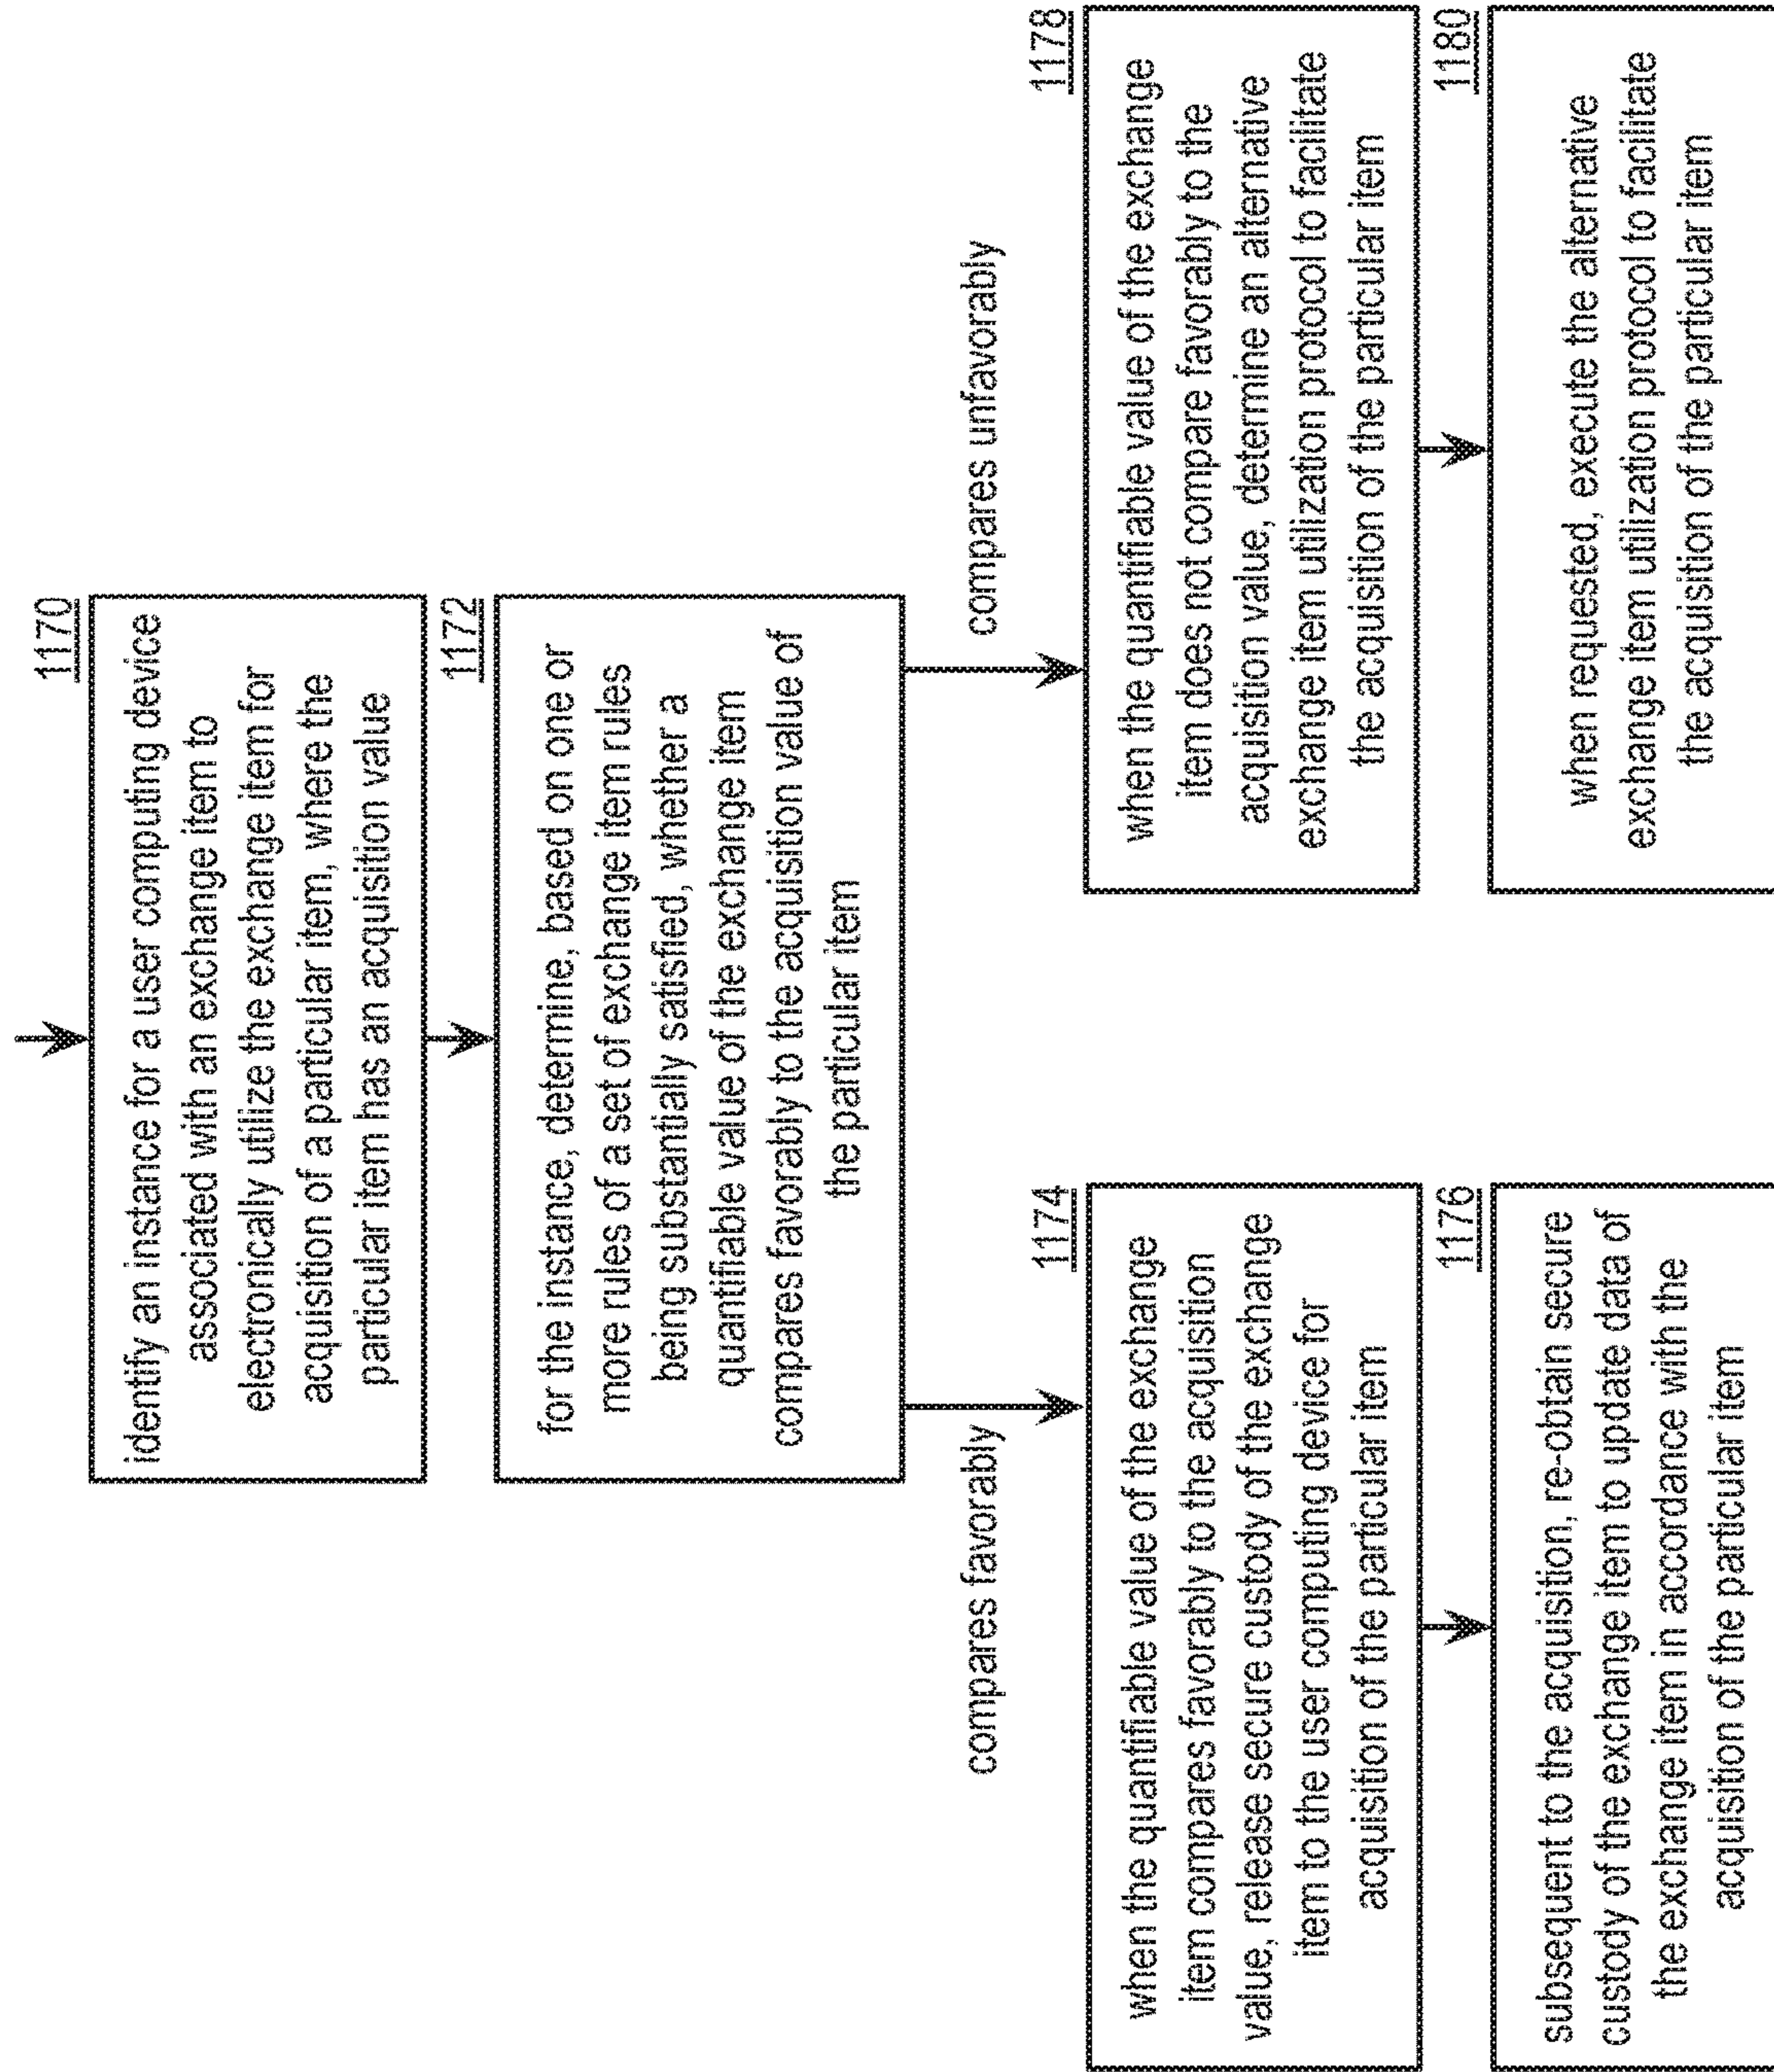 1170
identify an instance for a user computing device
associated with an exchange item to
electronically utilize the exchange item for
acquisition of a particular item, where the
particular item has an acquisition value
1172
for the instance, determine, based on one or
more rules of a set of exchange item rules
being substantially satisfied, whether a
quantifiable value of the exchange item
compares favorably to the acquisition value of
the particular item
compares favorably
1174
when the quantifiable value of the exchange
item compares favorably to the acquisition
value, release secure custody of the exchange
item to the user computing device for
acquisition of the particular item
1176
subsequent to the acquisition, re-obtain secure
custody of the exchange item to update data of
the exchange item in accordance with the
acquisition of the particular item
compares unfavorably
1178
when the quantifiable value of the exchange
item does not compare favorably to the
acquisition value, determine an alternative
exchange item utilization protocol to facilitate
the acquisition of the particular item
1180
when requested, execute the alternative
exchange item utilization protocol to facilitate
the acquisition of the particular item